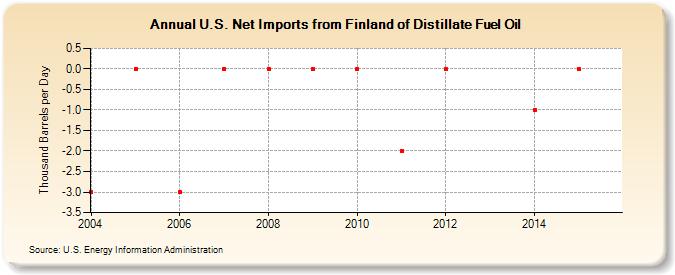 Annual U.S. Net Imports from Finland of Distillate Fuel Oil
Thousand Barrels per Day
0.5
0.0
-0.5
-1.0
-1.5
-2.0
-2.5
-3.0
-3.5
2004 2006 2008 2010 2012 2014
Source: U.S. Energy Information Administration